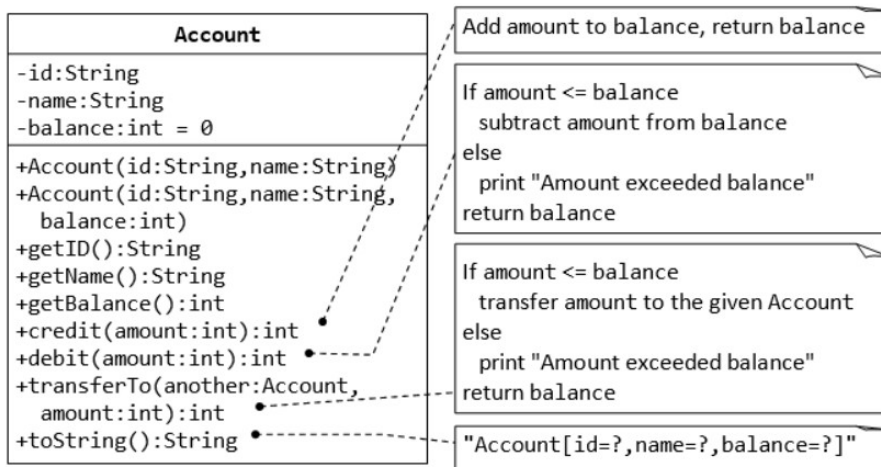 Account
-id:String
-name:String
-balance:int = 0
+Account(id:String,name:String)
+Account(id:String,name:String,
balance:int)
+getID():String
+getName():String
+getBalance():int
+credit(amount:int):int
+debit(amount:int):int
+transferTo(another:Account,
amount:int):int
+toString():String
Add amount to balance, return balance
If amount <= balance
subtract amount from balance
else
print "Amount exceeded balance"
return balance
If amount <= balance
transfer amount to the given Account
else
print "Amount exceeded balance"
return balance
"Account[id=?,name=?,balance=?]"